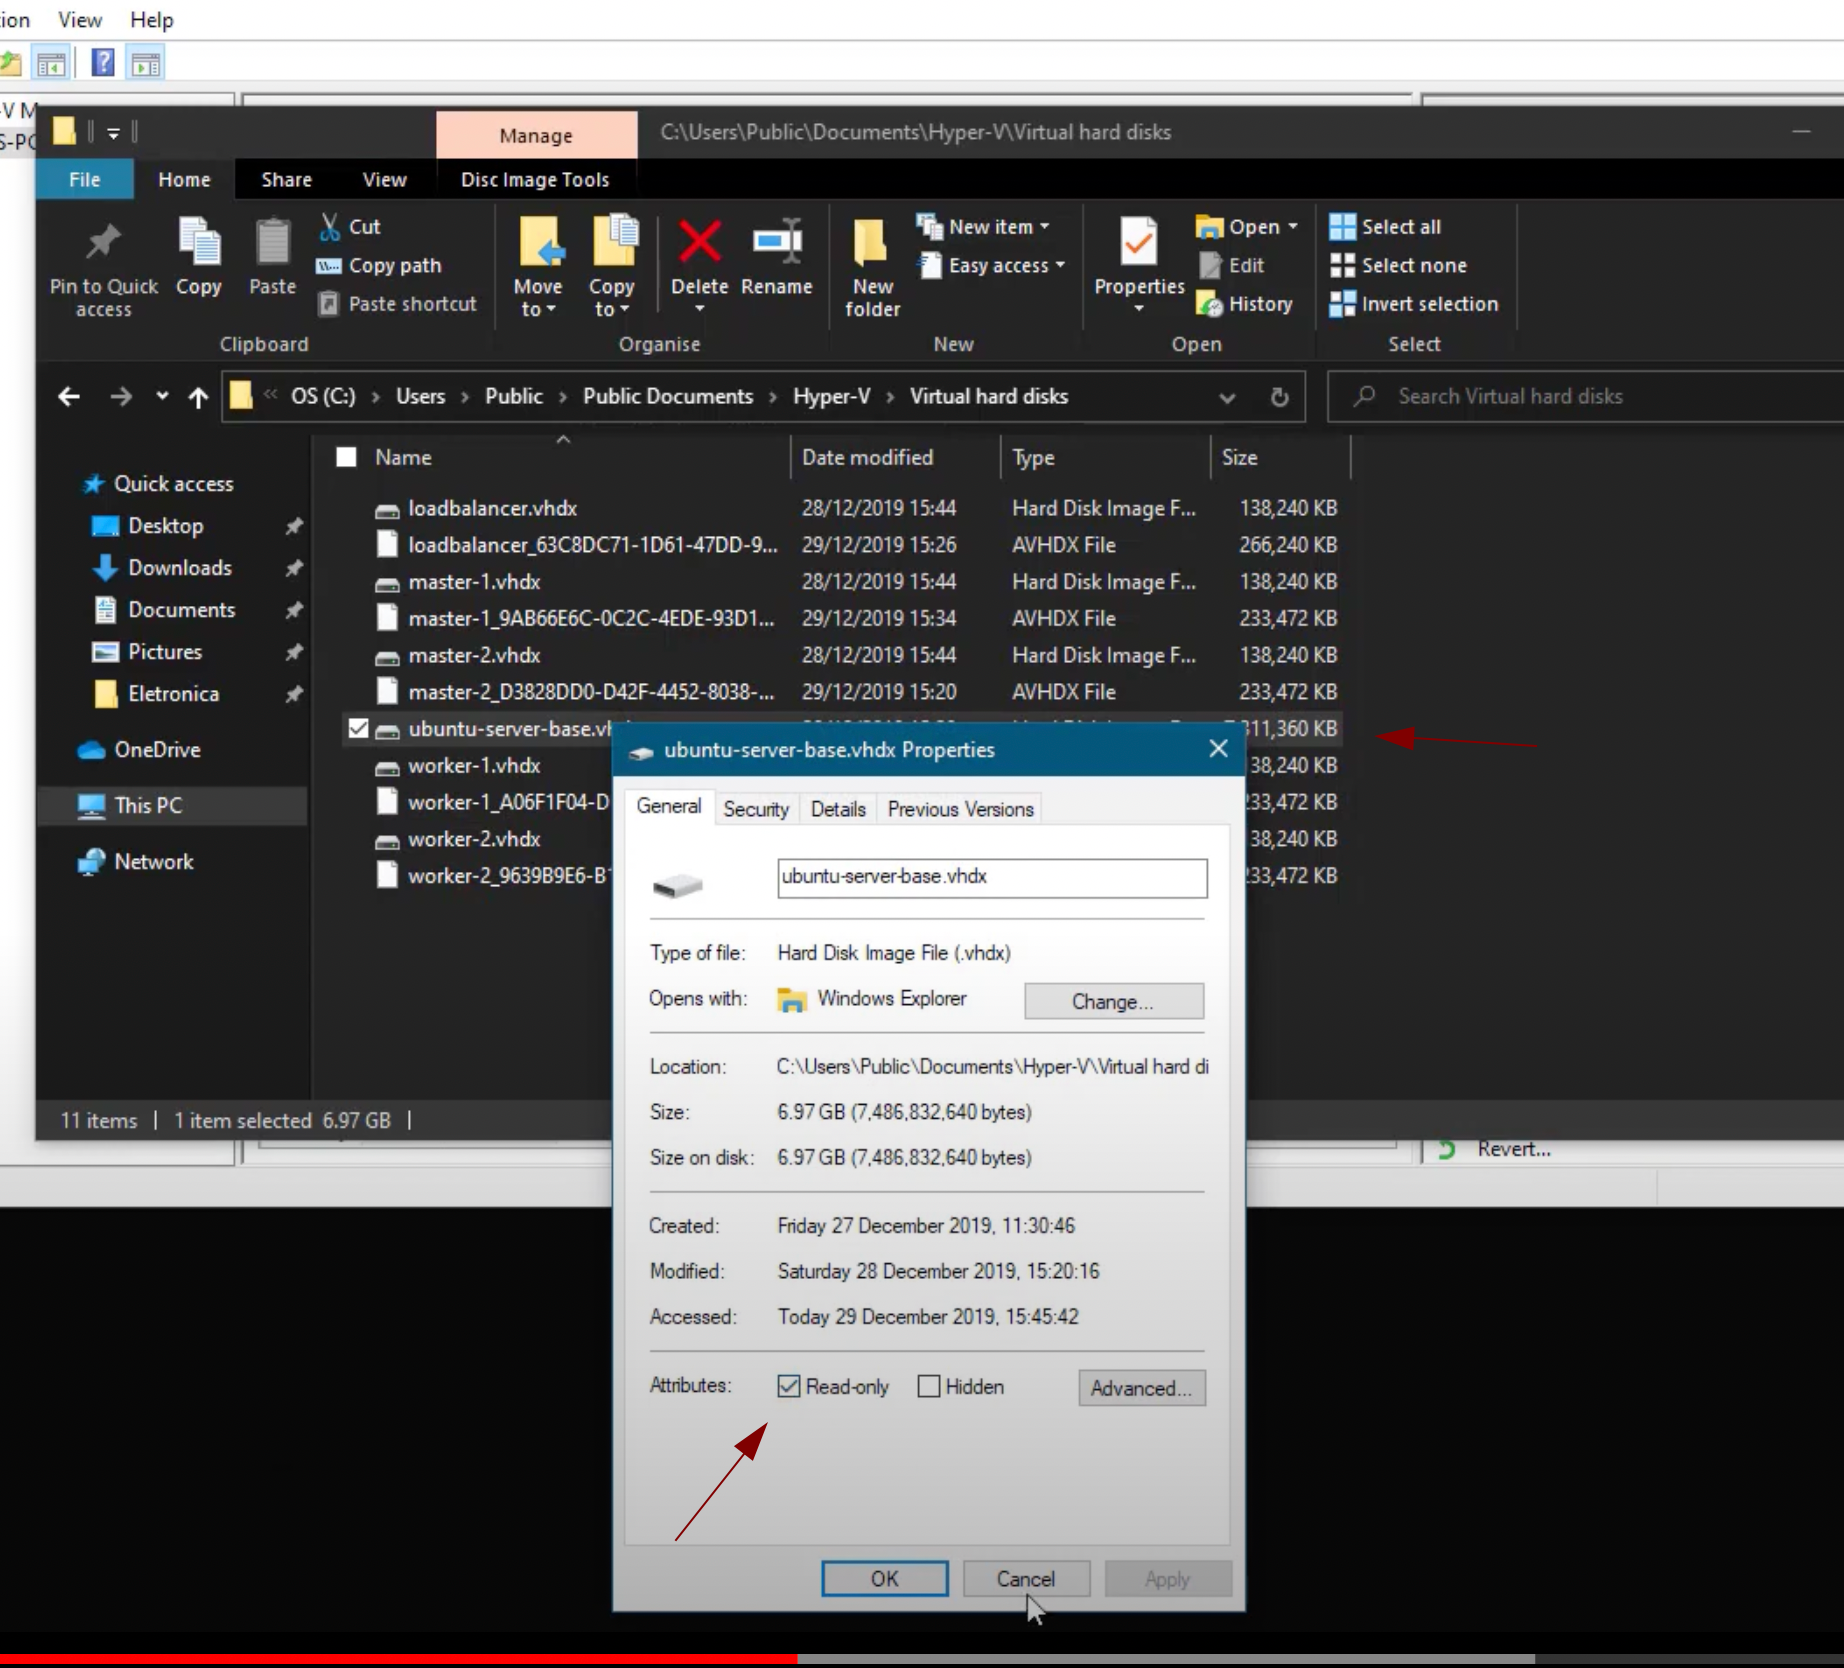 tion View Help
-V M
S-PC
Manage C:\Users\Public\Documents\Hyper-V\Virtual hard disks
File Home Share View Disc Image Tools
Pin to Quick access
Copy
Paste
Cut
Copy path
Paste shortcut
Clipboard
Move to
Copy to
Delete
Rename
Organise
New folder
New item
Easy access
New
Properties
Open
Edit
History
Open
Select all
Select none
Invert selection
Select
« OS (C:) > Users > Public > Public Documents > Hyper-V > Virtual hard disks
Search Virtual hard disks
Quick access
Desktop
Downloads
Documents
Pictures
Eletronica
OneDrive
This PC
Network
Name Date modified Type Size
loadbalancer.vhdx 28/12/2019 15:44 Hard Disk Image F... 138,240 KB
loadbalancer_63C8DC71-1D61-47DD-9... 29/12/2019 15:26 AVHDX File 266,240 KB
master-1.vhdx 28/12/2019 15:44 Hard Disk Image F... 138,240 KB
master-1_9AB66E6C-0C2C-4EDE-93D1... 29/12/2019 15:34 AVHDX File 233,472 KB
master-2.vhdx 28/12/2019 15:44 Hard Disk Image F... 138,240 KB
master-2_D3828DD0-D42F-4452-8038-... 29/12/2019 15:20 AVHDX File 233,472 KB
ubuntu-server-base.vh 311,360 KB
worker-1.vhdx 38,240 KB
worker-1_A06F1F04-D 233,472 KB
worker-2.vhdx 38,240 KB
worker-2_9639B9E6-B 233,472 KB
11 items 1 item selected 6.97 GB
Revert...
ubuntu-server-base.vhdx Properties
General Security Details Previous Versions
ubuntu-server-base.vhdx
Type of file: Hard Disk Image File (.vhdx)
Opens with: Windows Explorer Change...
Location: C:\Users\Public\Documents\Hyper-V\Virtual hard di
Size: 6.97 GB (7,486,832,640 bytes)
Size on disk: 6.97 GB (7,486,832,640 bytes)
Created: Friday 27 December 2019, 11:30:46
Modified: Saturday 28 December 2019, 15:20:16
Accessed: Today 29 December 2019, 15:45:42
Attributes: Read-only Hidden Advanced...
OK Cancel Apply